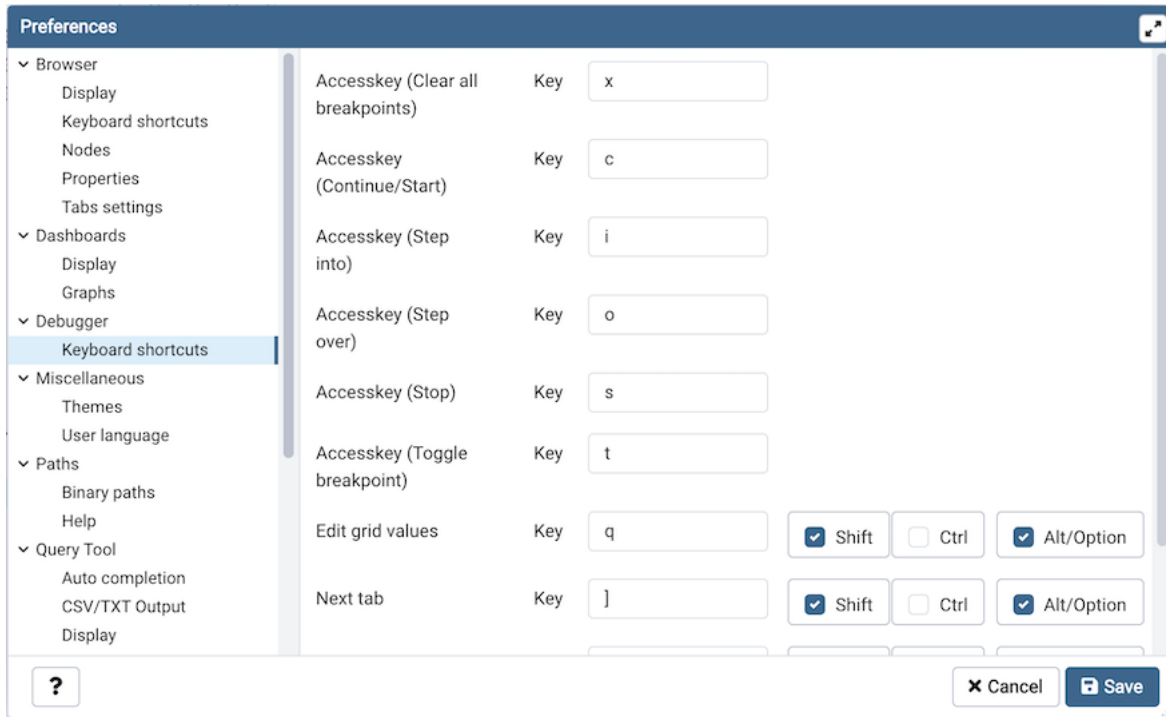 Preferences
Browser
Display
Keyboard shortcuts
Nodes
Properties
Tabs settings
Dashboards
Display
Graphs
Debugger
Keyboard shortcuts
Miscellaneous
Themes
User language
Paths
Binary paths
Help
Query Tool
Auto completion
CSV/TXT Output
Display
Accesskey (Clear all Key x
breakpoints)
Accesskey Key c
(Continue/Start)
Accesskey (Step Key i
into)
Accesskey (Step Key o
over)
Accesskey (Stop) Key s
Accesskey (Toggle Key t
breakpoint)
Edit grid values Key q Shift Ctrl Alt/Option
Next tab Key ] Shift Ctrl Alt/Option
? Cancel Save